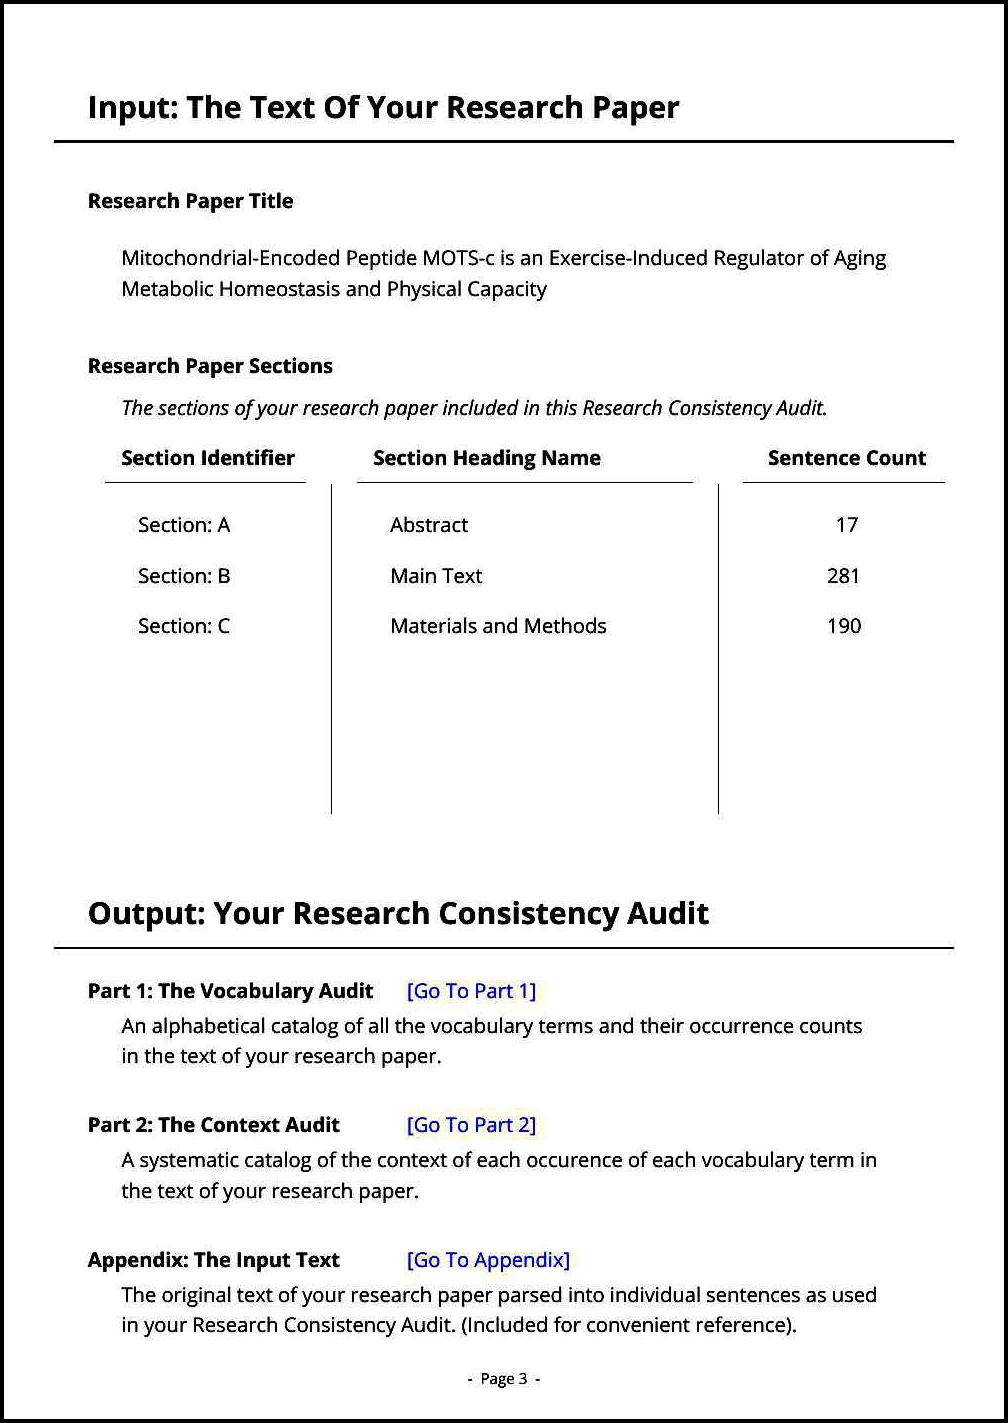 Input: The Text Of Your Research Paper
Research Paper Title
Mitochondrial-Encoded Peptide MOTS-c is an Exercise-Induced Regulator of Aging
Metabolic Homeostasis and Physical Capacity
Research Paper Sections
The sections of your research paper included in this Research Consistency Audit.
Section Identifier Section Heading Name Sentence Count
Section: A Abstract 17
Section: B Main Text 281
Section: C Materials and Methods 190
Output: Your Research Consistency Audit
Part 1: The Vocabulary Audit [Go To Part 1]
An alphabetical catalog of all the vocabulary terms and their occurrence counts
in the text of your research paper.
Part 2: The Context Audit [Go To Part 2]
A systematic catalog of the context of each occurence of each vocabulary term in
the text of your research paper.
Appendix: The Input Text [Go To Appendix]
The original text of your research paper parsed into individual sentences as used
in your Research Consistency Audit. (Included for convenient reference).
- Page 3 -